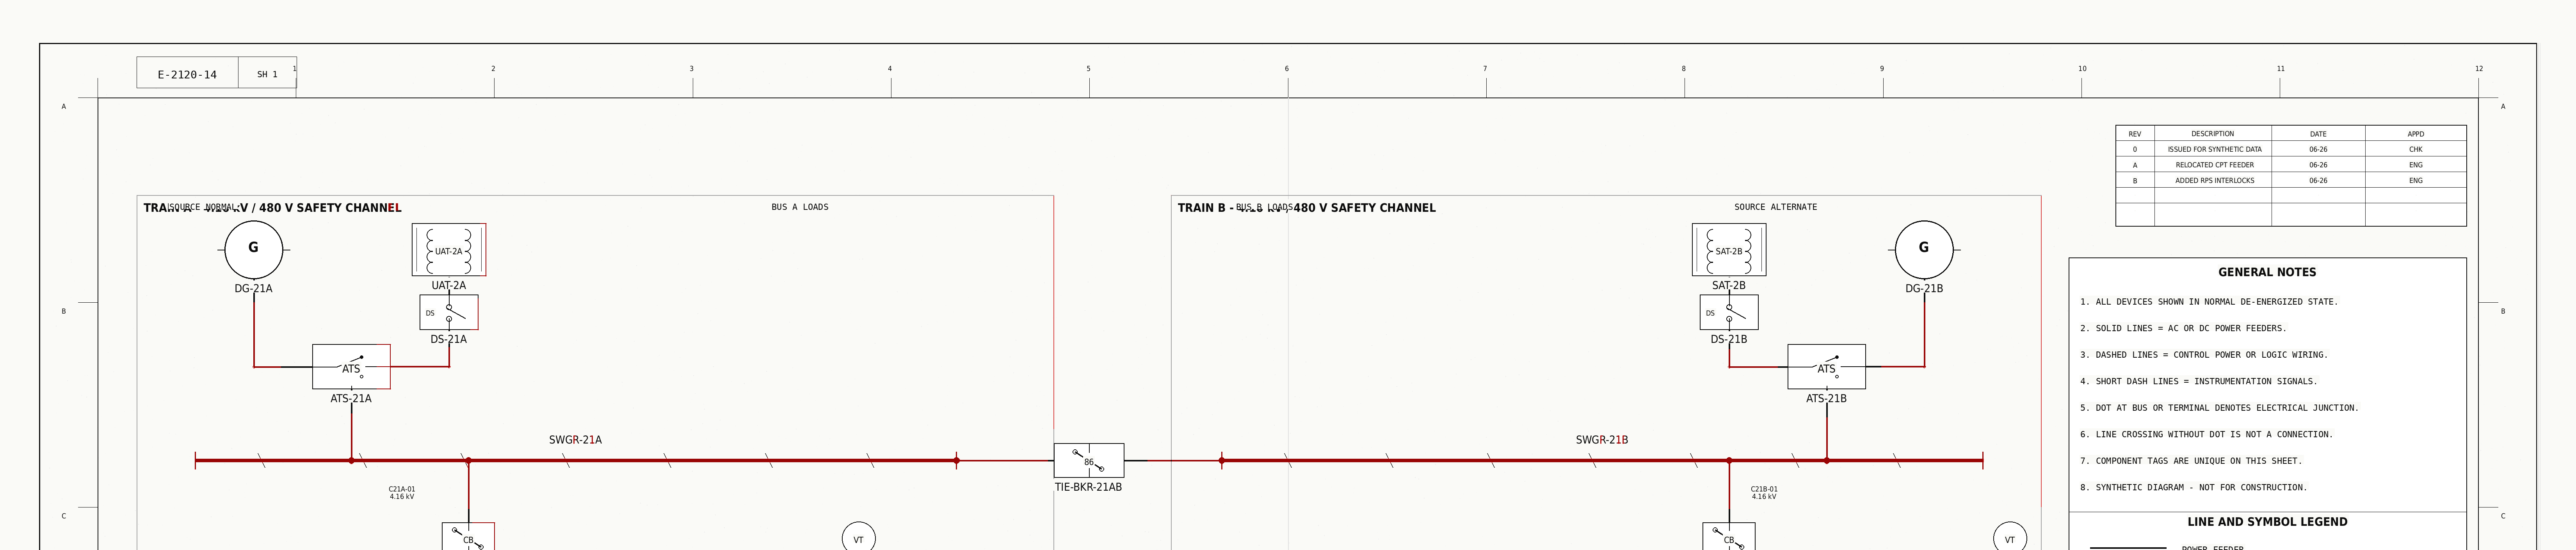 E-2120-14 SH 1
1 2 3 4 5 6 7 8 9 10 11 12
A A
REV DESCRIPTION DATE APPD
0 ISSUED FOR SYNTHETIC DATA 06-26 CHK
A RELOCATED CPT FEEDER 06-26 ENG
B ADDED RPS INTERLOCKS 06-26 ENG
/ 480 V SAFETY CHANNEL
SOURCE NORMAL
BUS A LOADS
TRAIN B - 480 V SAFETY CHANNEL
BUS B LOADS
SOURCE ALTERNATE
G
UAT-2A
DG-21A
UAT-2A
DS
DS-21A
ATS
ATS-21A
SWGR-21A
C21A-01
4.16 kV
CB
VT
86
TIE-BKR-21AB
SAT-2B
G
SAT-2B
DG-21B
DS
DS-21B
ATS
ATS-21B
SWGR-21B
C21B-01
4.16 kV
CB
VT
B B
C C
GENERAL NOTES
1. ALL DEVICES SHOWN IN NORMAL DE-ENERGIZED STATE.
2. SOLID LINES = AC OR DC POWER FEEDERS.
3. DASHED LINES = CONTROL POWER OR LOGIC WIRING.
4. SHORT DASH LINES = INSTRUMENTATION SIGNALS.
5. DOT AT BUS OR TERMINAL DENOTES ELECTRICAL JUNCTION.
6. LINE CROSSING WITHOUT DOT IS NOT A CONNECTION.
7. COMPONENT TAGS ARE UNIQUE ON THIS SHEET.
8. SYNTHETIC DIAGRAM - NOT FOR CONSTRUCTION.
LINE AND SYMBOL LEGEND
POWER FEEDER